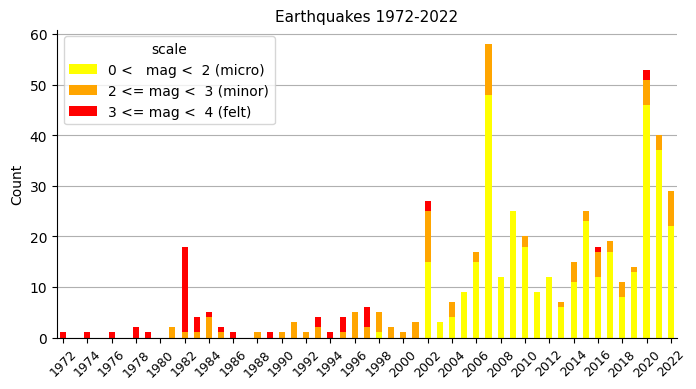 Earthquakes 1972-2022
scale
0 <   mag <  2 (micro)
2 <= mag <  3 (minor)
3 <= mag <  4 (felt)
Count
60
50
40
30
20
10
0
1972 1974 1976 1978 1980 1982 1984 1986 1988 1990 1992 1994 1996 1998 2000 2002 2004 2006 2008 2010 2012 2014 2016 2018 2020 2022